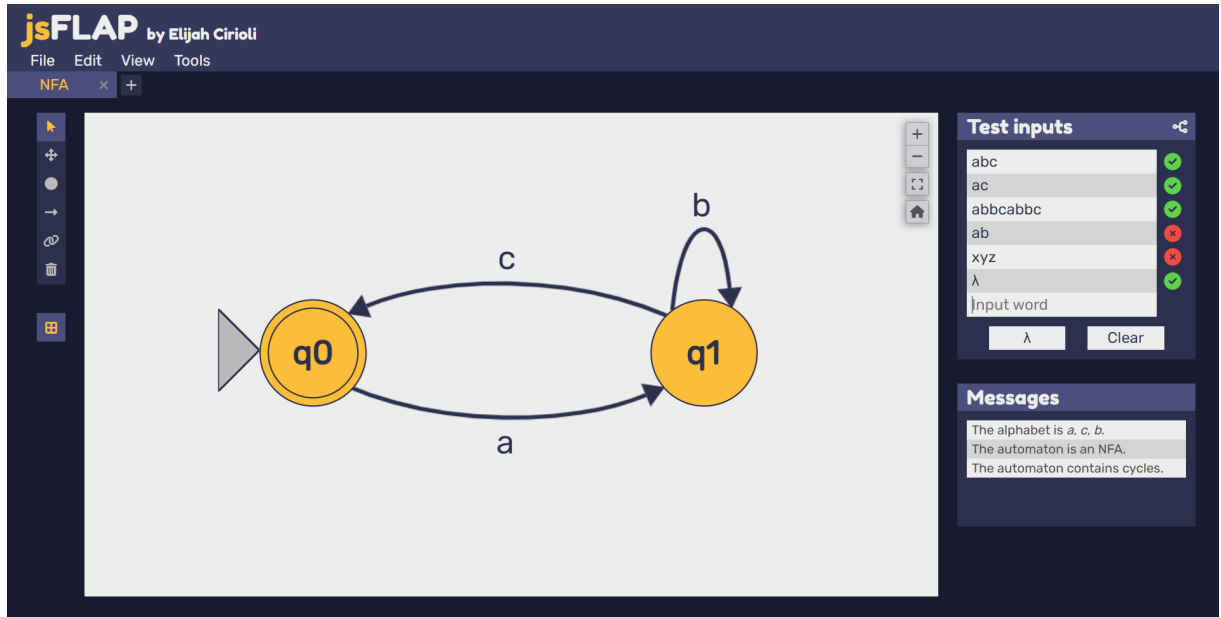 jsFLAP by Elijah Cirioli
File Edit View Tools
NFA × +
Test inputs
abc
ac
abbcabbc
ab
xyz
λ
Input word
λ Clear
b
c
q0 q1
a
Messages
The alphabet is a, c, b.
The automaton is an NFA.
The automaton contains cycles.